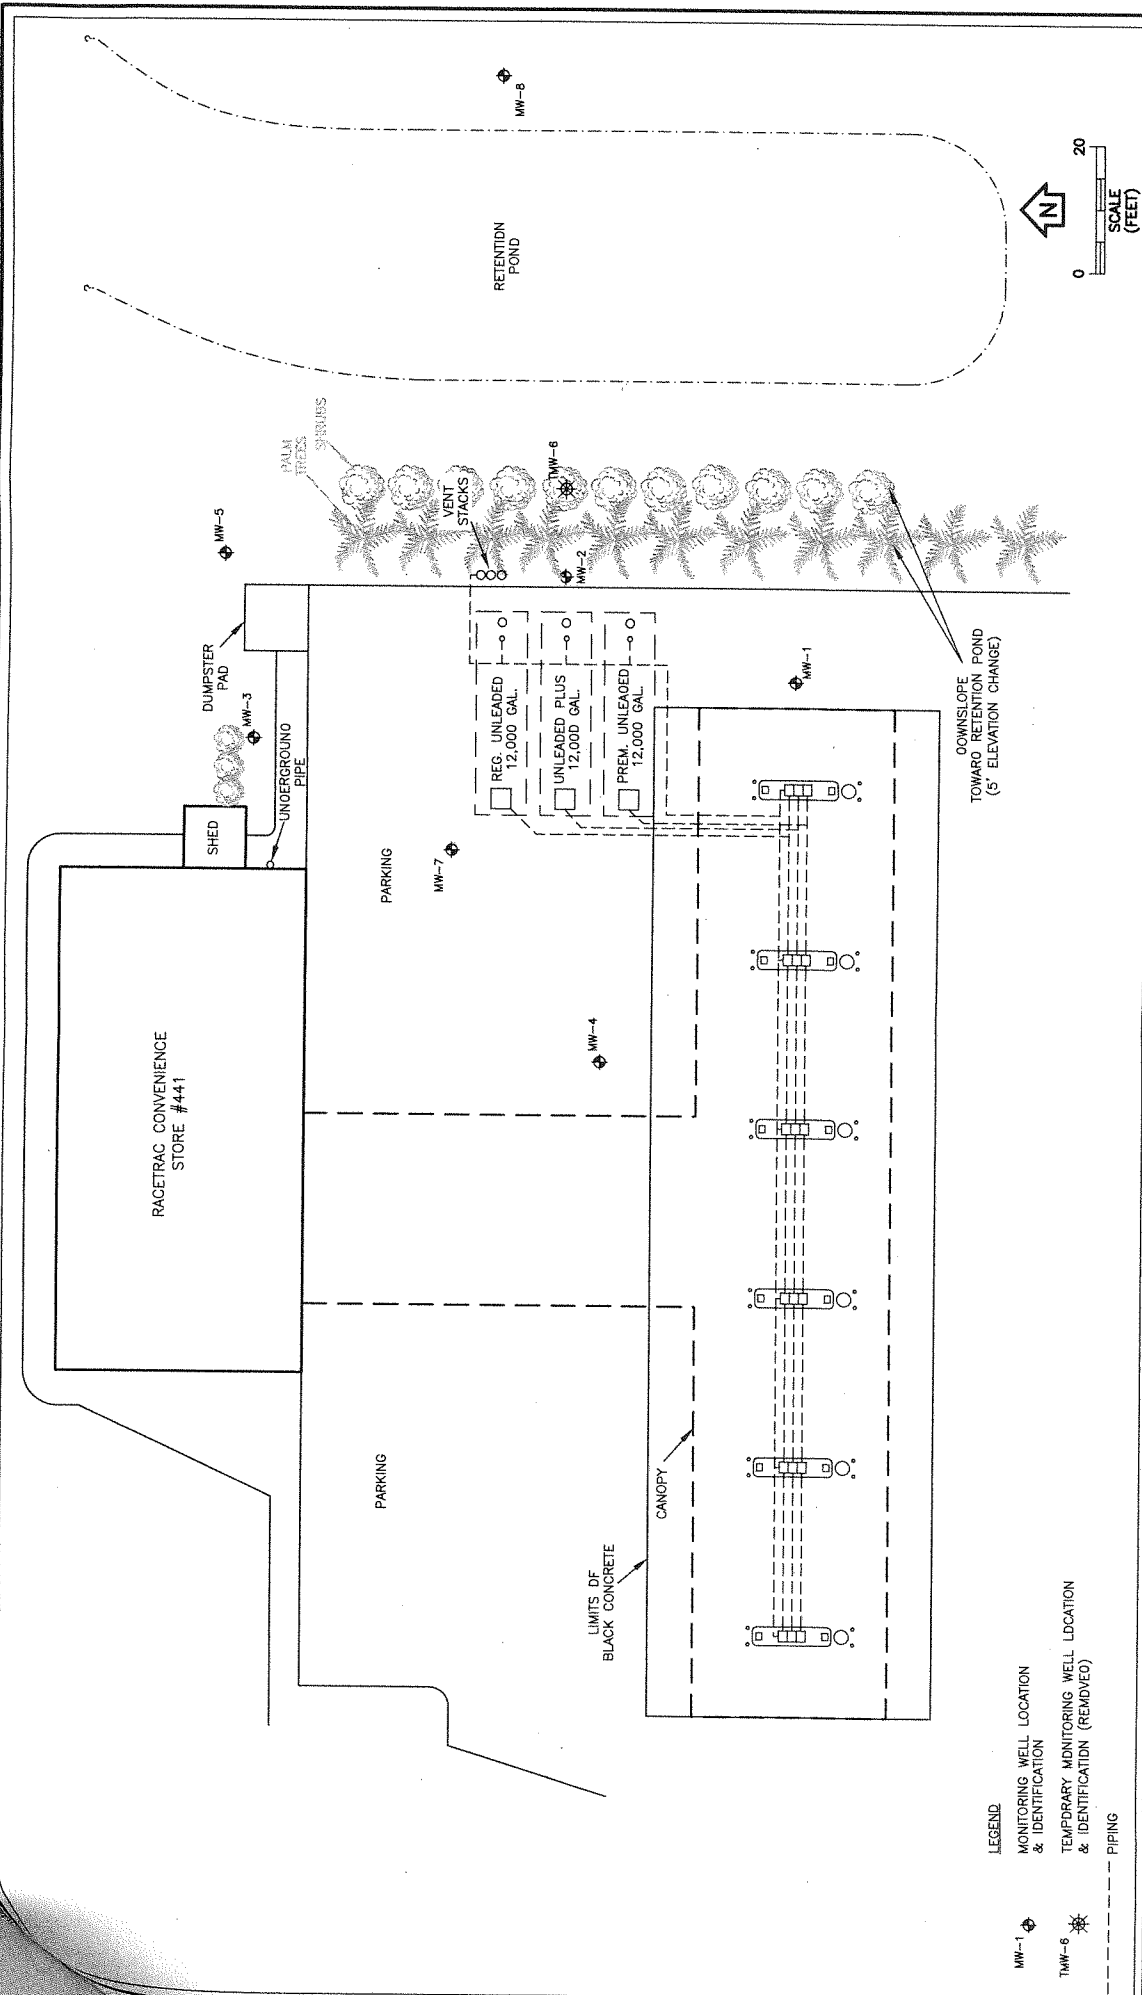 ?
?
MW-8
RETENTION
POND
N
0
20
SCALE
(FEET)
PALM
TREES
SHRUBS
MW-5
VENT
STACKS
TMW-6
MW-2
DUMPSTER
PAD
MW-3
UNDERGROUND
PIPE
SHED
REG. UNLEADED
12,000 GAL.
UNLEADED PLUS
12,000 GAL.
PREM. UNLEADED
12,000 GAL.
MW-1
DOWNSLOPE
TOWARD RETENTION POND
(5' ELEVATION CHANGE)
MW-7
PARKING
RACETRAC CONVENIENCE
STORE #441
MW-4
PARKING
CANOPY
LIMITS OF
BLACK CONCRETE
LEGEND
MW-1
MONITORING WELL LOCATION
& IDENTIFICATION
TMW-6
TEMPORARY MONITORING WELL LOCATION
& IDENTIFICATION (REMOVED)
PIPING